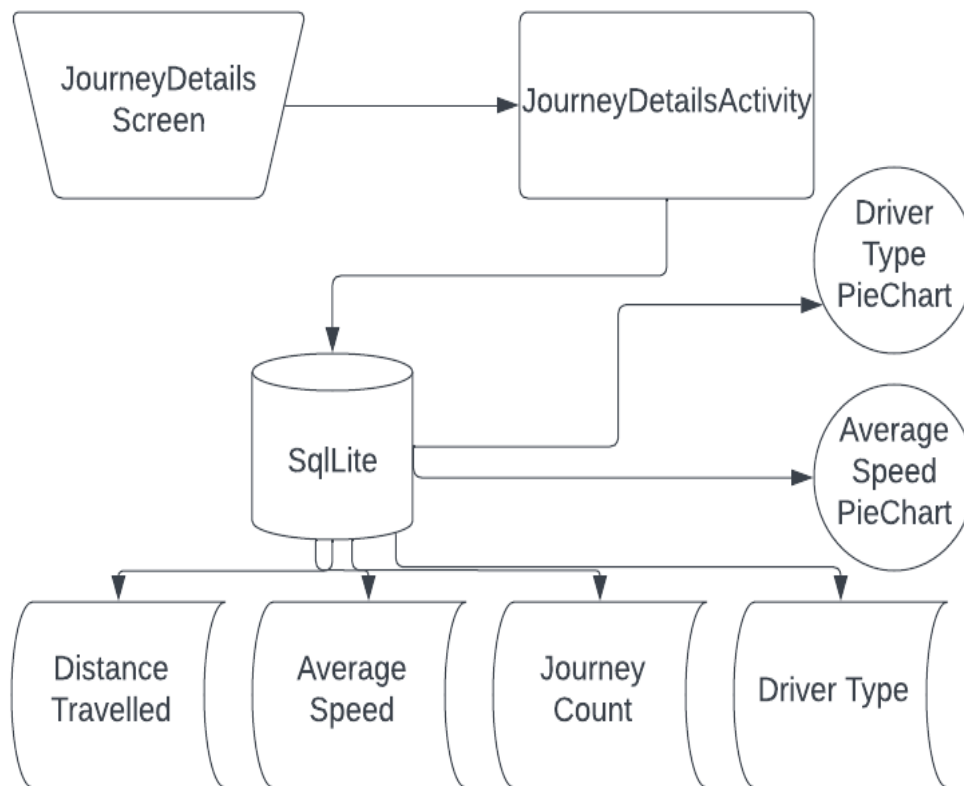 JourneyDetails
Screen
JourneyDetailsActivity
Driver
Type
PieChart
SqlLite
Average
Speed
PieChart
Distance
Travelled
Average
Speed
Journey
Count
Driver Type